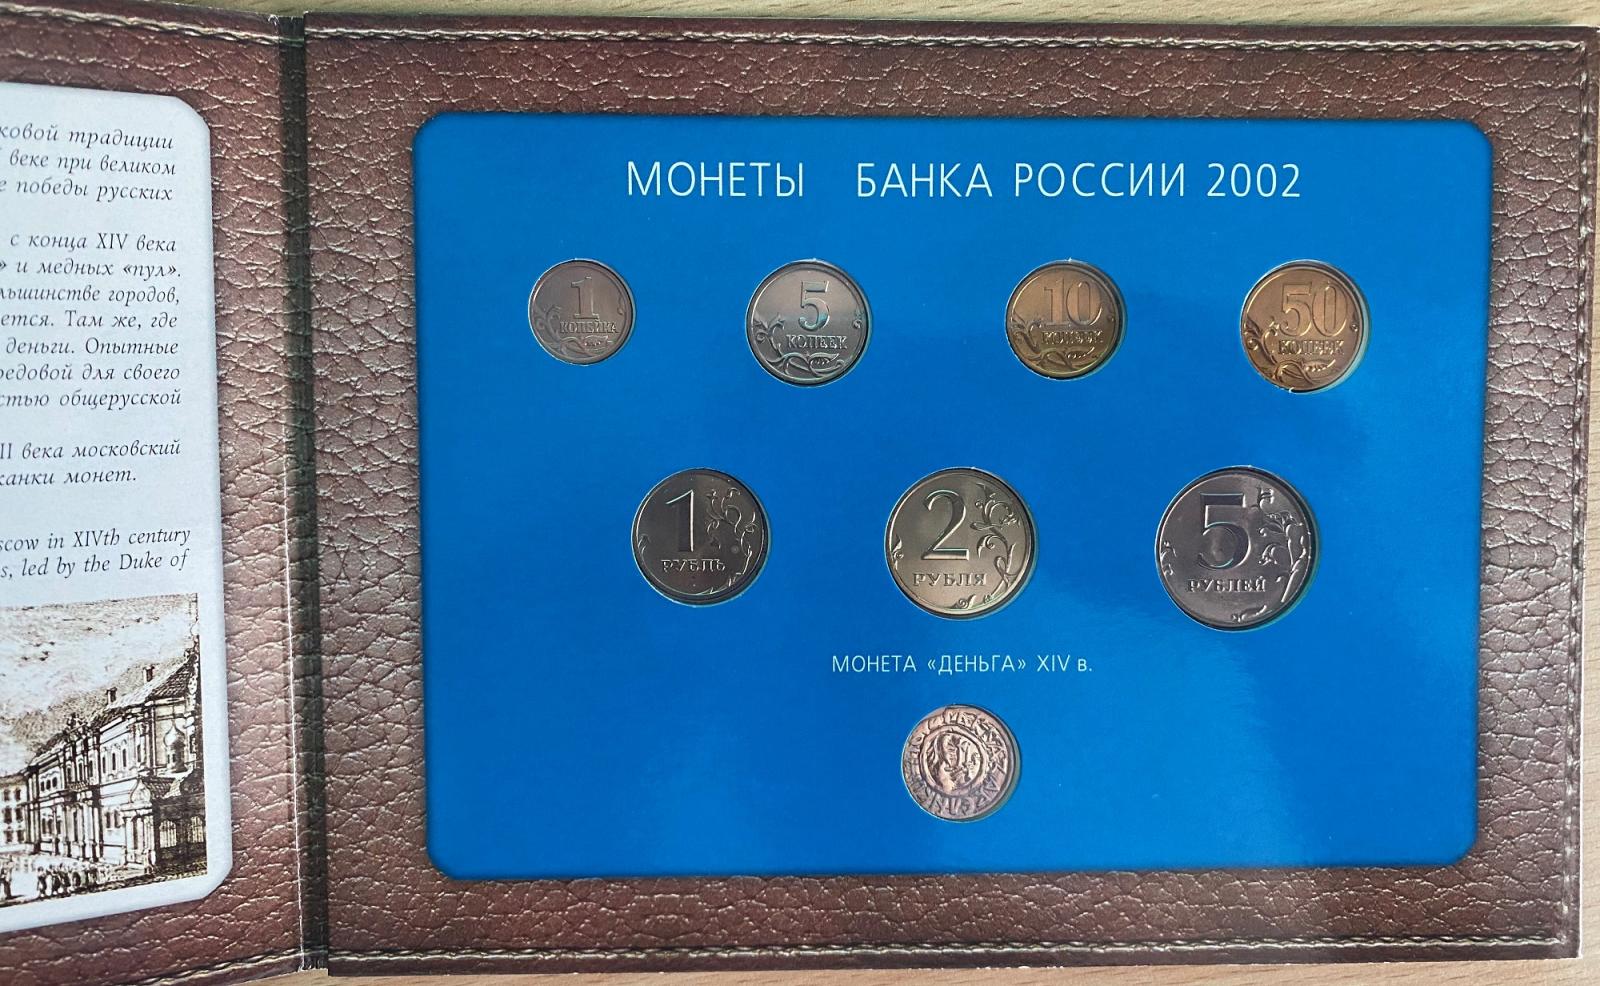 ковой традиции
веке при великом
е победы русских
с конца XIV века
» и медных «пул».
льшинстве городов,
ется. Там же, где
деньги. Опытные
редовой для своего
стью общерусской
II века московский
канки монет.
scow in XIVth century
s, led by the Duke of
МОНЕТЫ БАНКА РОССИИ 2002
1
КОПЕЙКА
5
КОПЕЕК
10
КОПЕЕК
50
КОПЕЕК
1
РУБЛЬ
2
РУБЛЯ
5
РУБЛЕЙ
МОНЕТА «ДЕНЬГА» XIV в.